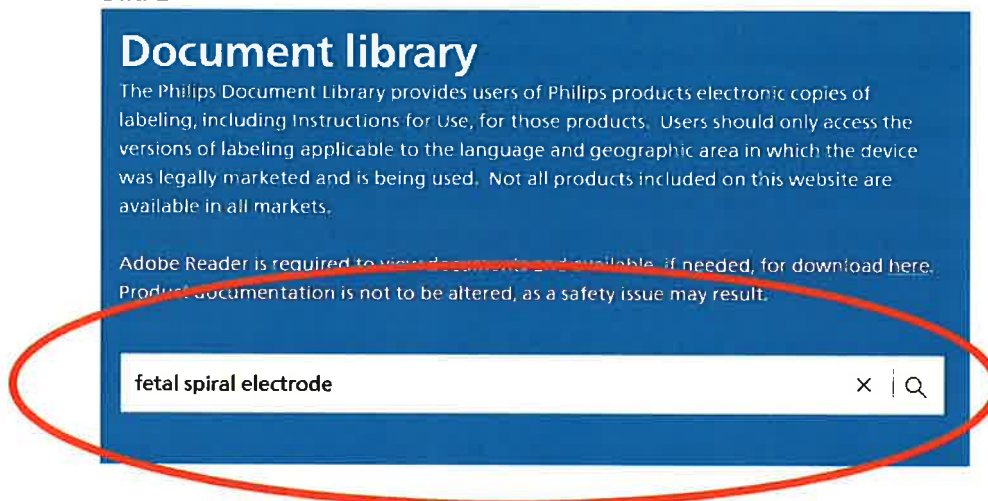 Document library
The Philips Document Library provides users of Philips products electronic copies of
labeling, including Instructions for Use, for those products. Users should only access the
versions of labeling applicable to the language and geographic area in which the device
was legally marketed and is being used. Not all products included on this website are
available in all markets.
Adobe Reader is required to view documents and available, if needed, for download here.
Product documentation is not to be altered, as a safety issue may result.
fetal spiral electrode